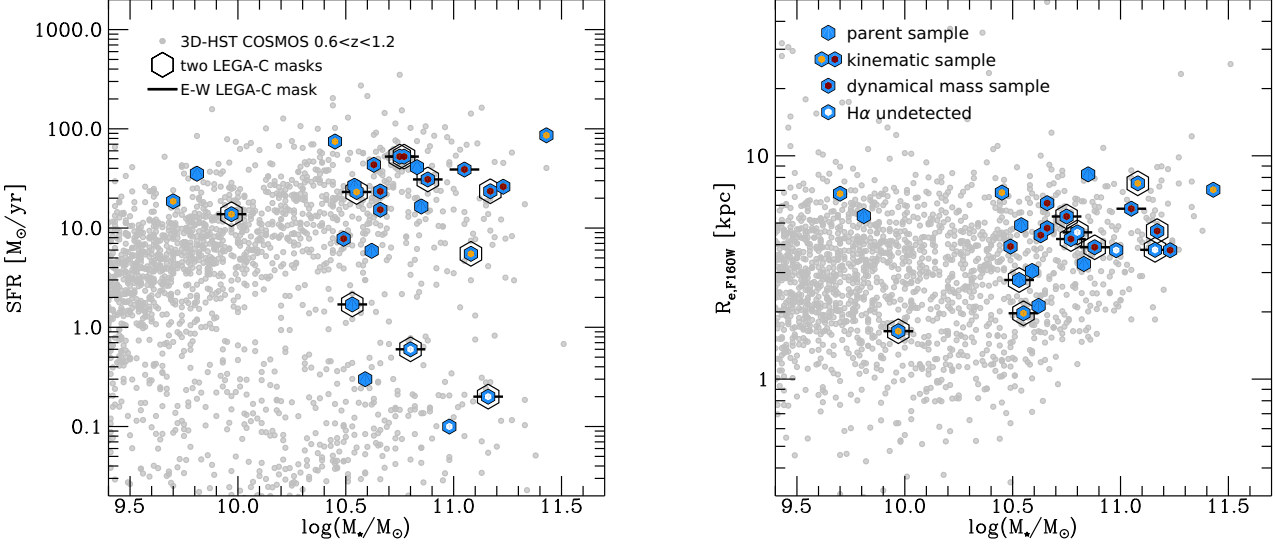 1000.0
100.0
10.0
1.0
0.1
SFR [M⊙/yr]
3D-HST COSMOS 0.6<z<1.2
two LEGA-C masks
E-W LEGA-C mask
9.5 10.0 10.5 11.0 11.5
log(M⋆/M⊙)
10
1
Re,F160W [kpc]
parent sample
kinematic sample
dynamical mass sample
Hα undetected
9.5 10.0 10.5 11.0 11.5
log(M⋆/M⊙)